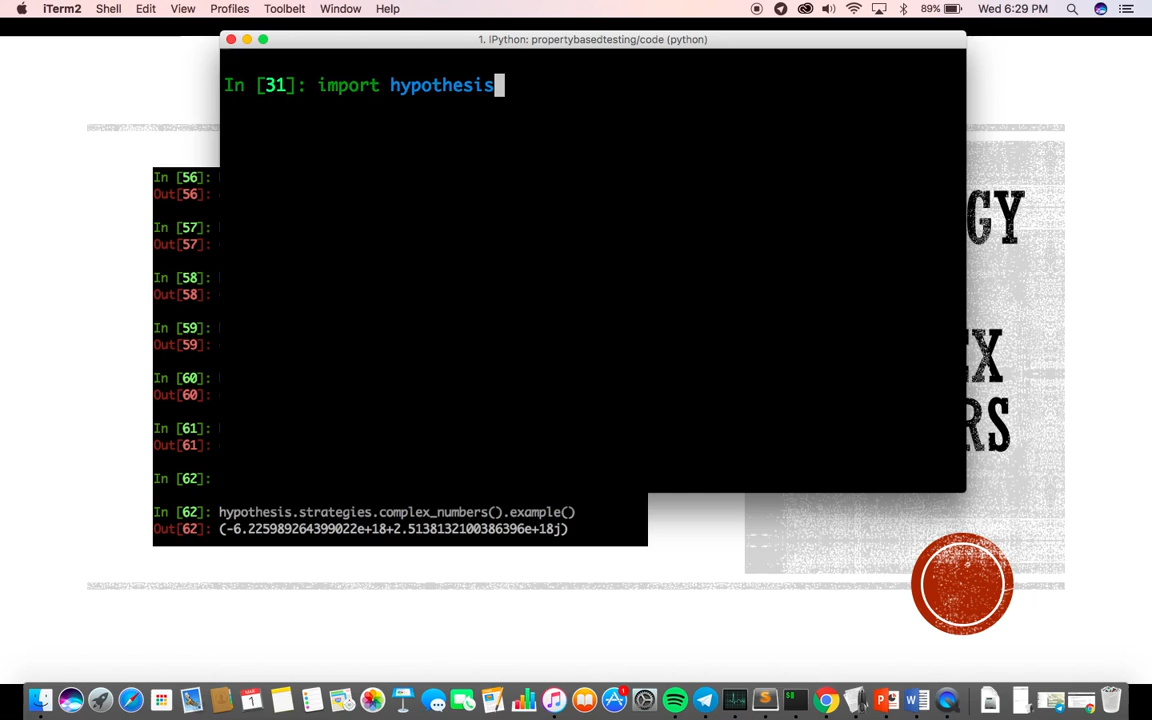 iTerm2 Shell Edit View Profiles Toolbelt Window Help 89% Wed 6:29 PM
1. IPython: propertybasedtesting/code (python)
In [31]: import hypothesis
In [56]:
Out[56]:
In [57]:
Out[57]:
In [58]:
Out[58]:
In [59]:
Out[59]:
In [60]:
Out[60]:
In [61]:
Out[61]:
In [62]:
In [62]: hypothesis.strategies.complex_numbers().example()
Out[62]: (-6.225989264399022e+18+2.5138132100386396e+18j)
GY
EX
RS